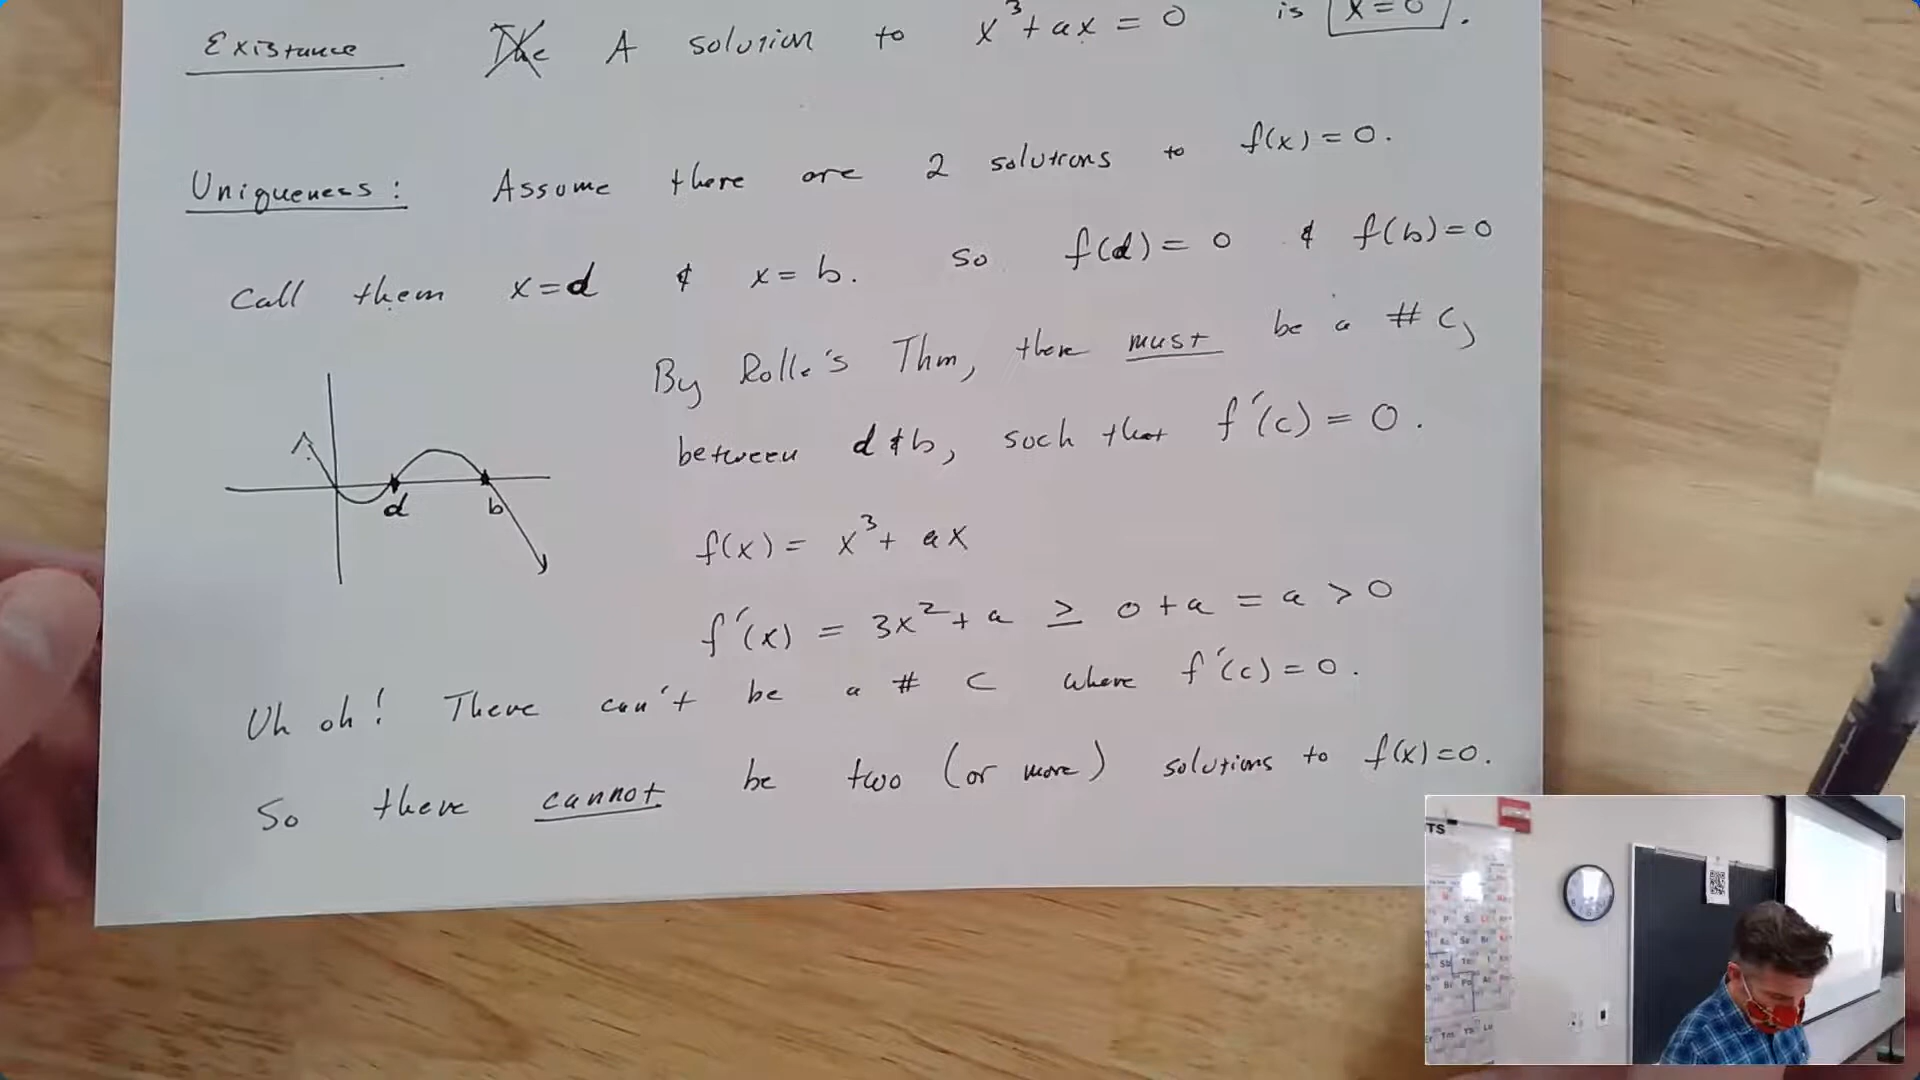 Existance The A solution to x³ + ax = 0 is x = 0 .
Uniqueness: Assume there are 2 solutions to f(x) = 0.
Call them x = d & x = b. So f(d) = 0 & f(b) = 0
By Rolle's Thm, there must be a # c,
between d & b, such that f'(c) = 0.
d b
f(x) = x³ + ax
f'(x) = 3x² + a ≥ 0 + a = a > 0
Uh oh! There can't be a # c where f'(c) = 0.
So there cannot be two (or more) solutions to f(x) = 0.
TS